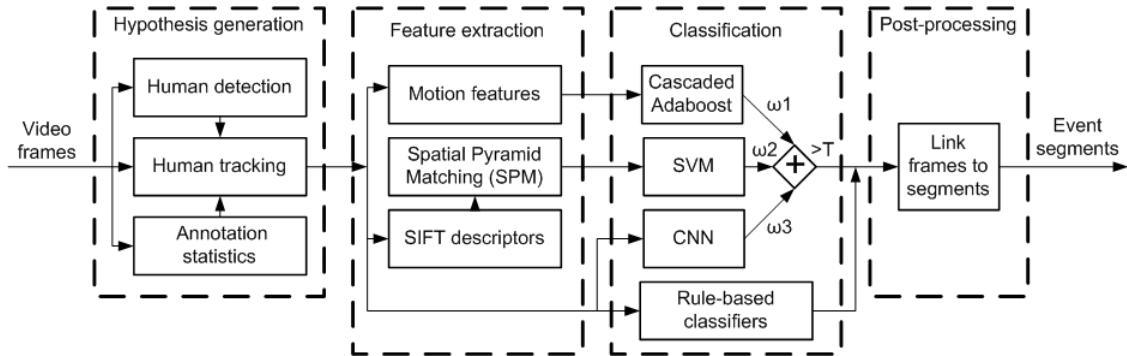 Hypothesis generation
Feature extraction
Classification
Post-processing
Video
frames
Human detection
Human tracking
Annotation
statistics
Motion features
Spatial Pyramid
Matching (SPM)
SIFT descriptors
Cascaded
Adaboost
SVM
CNN
Rule-based
classifiers
ω1
ω2
ω3
+
>T
Link
frames to
segments
Event
segments